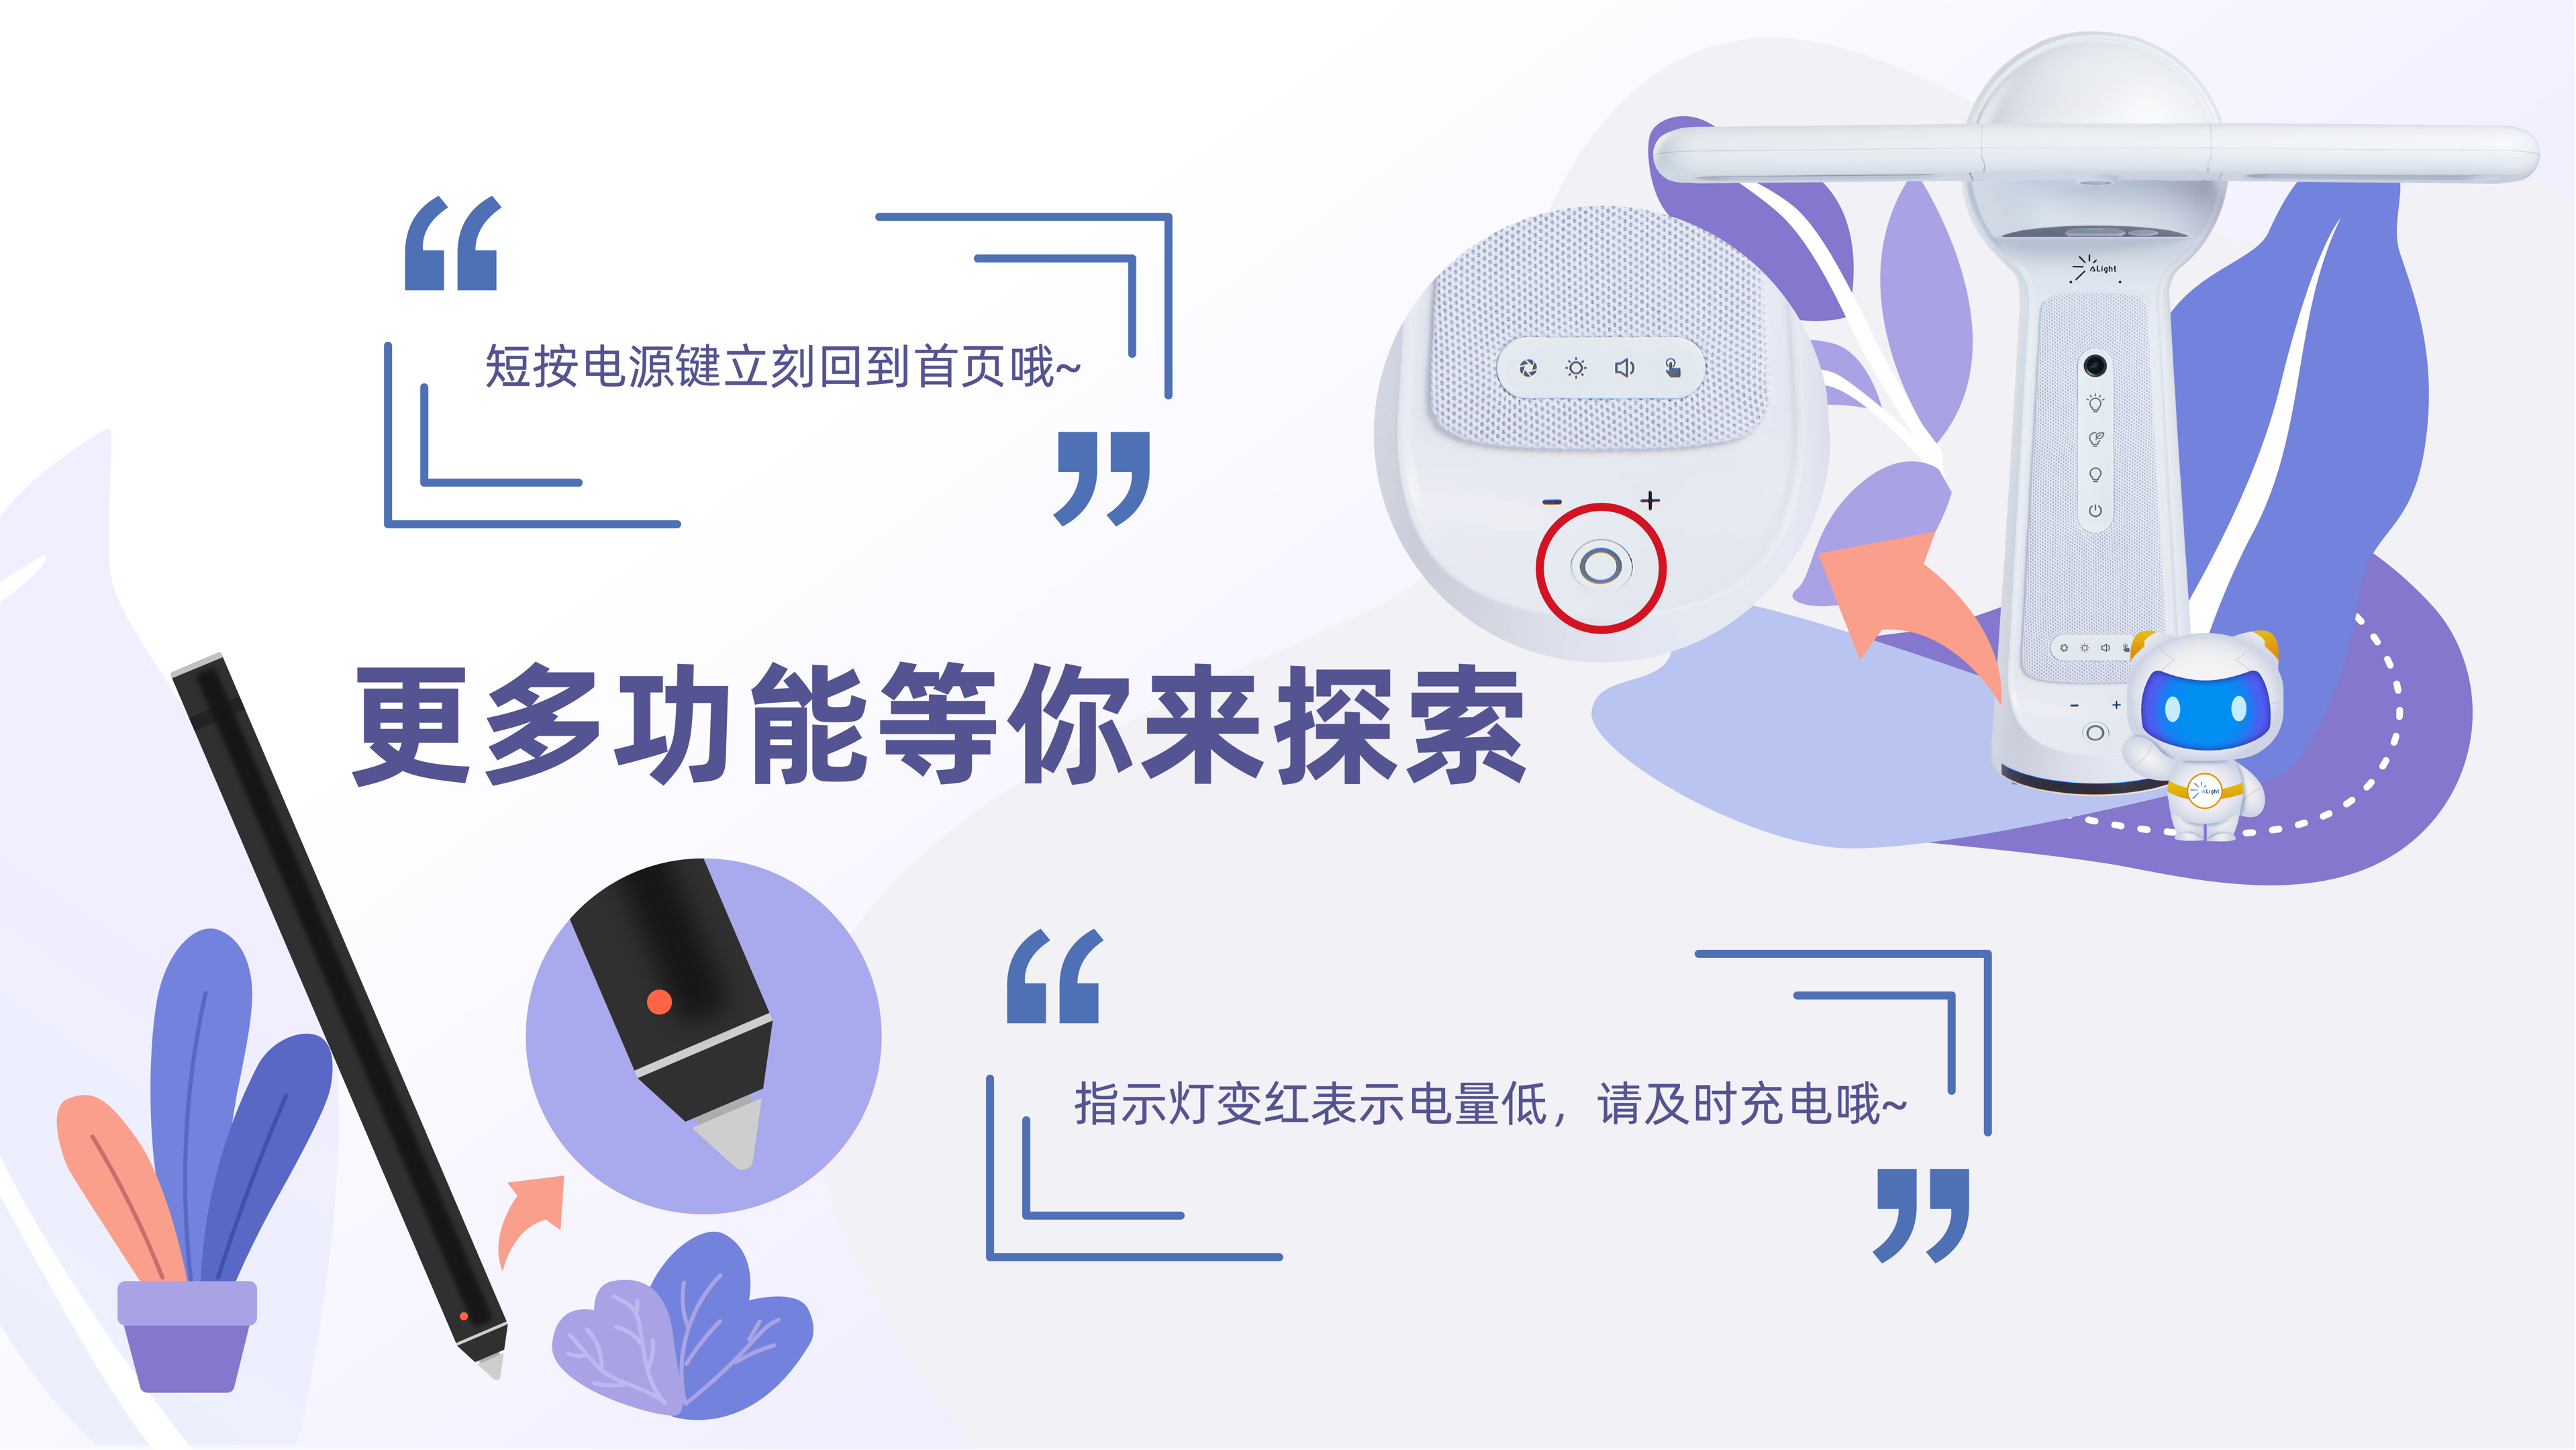 ALight
短按电源键立刻回到首页哦~
- +
更多功能等你来探索
- +
ALight
指示灯变红表示电量低，请及时充电哦~